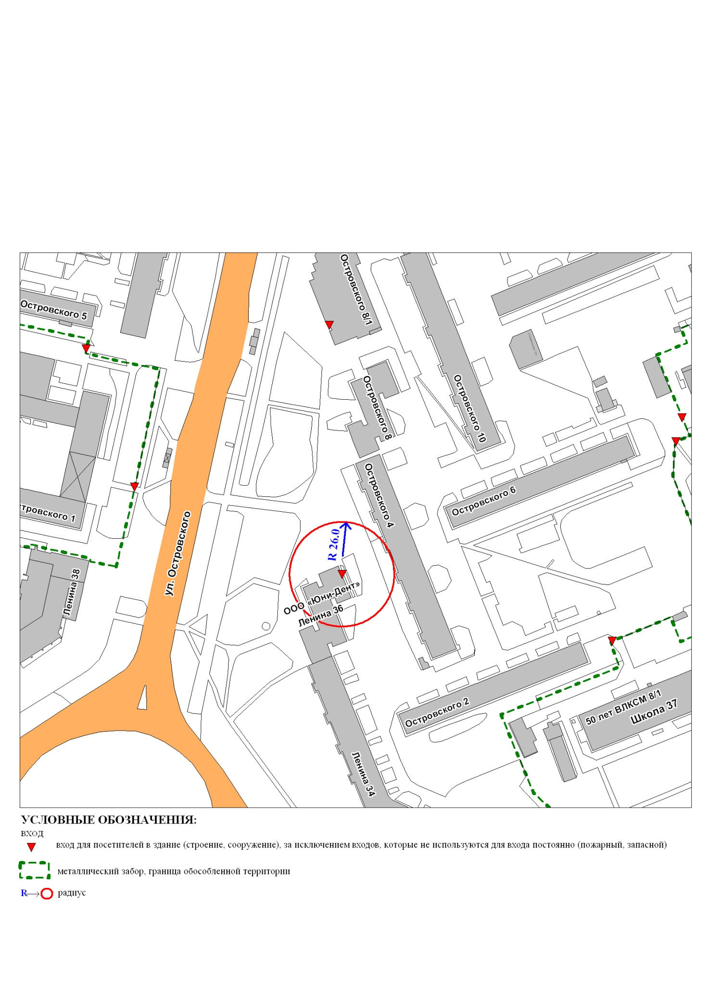 Островского 8/1
Островского 5
Островского 8
Островского 10
Островского 4
Островского 6
стровского 1
ул. Островского
R 26.0
Ленина 38
ООО «Юни-Дент»
Ленина 36
Островского 2
50 лет ВЛКСМ 8/1
Школа 37
Ленина 34
УСЛОВНЫЕ ОБОЗНАЧЕНИЯ:
ВХОД
вход для посетителей в здание (строение, сооружение), за исключением входов, которые не используются для входа постоянно (пожарный, запасной)
металлический забор, граница обособленной территории
R радиус